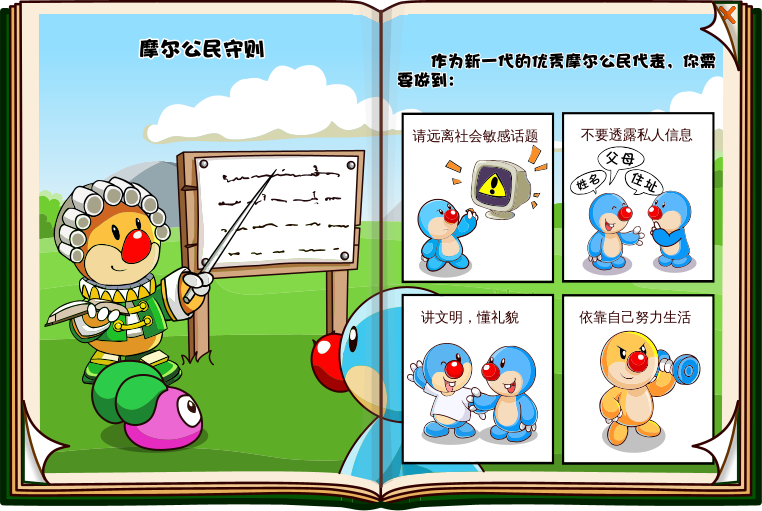 摩尔公民守则
作为新一代的优秀摩尔公民代表，你需
要做到：
请远离社会敏感话题
不要透露私人信息
父母
姓名
住址
讲文明，懂礼貌
依靠自己努力生活